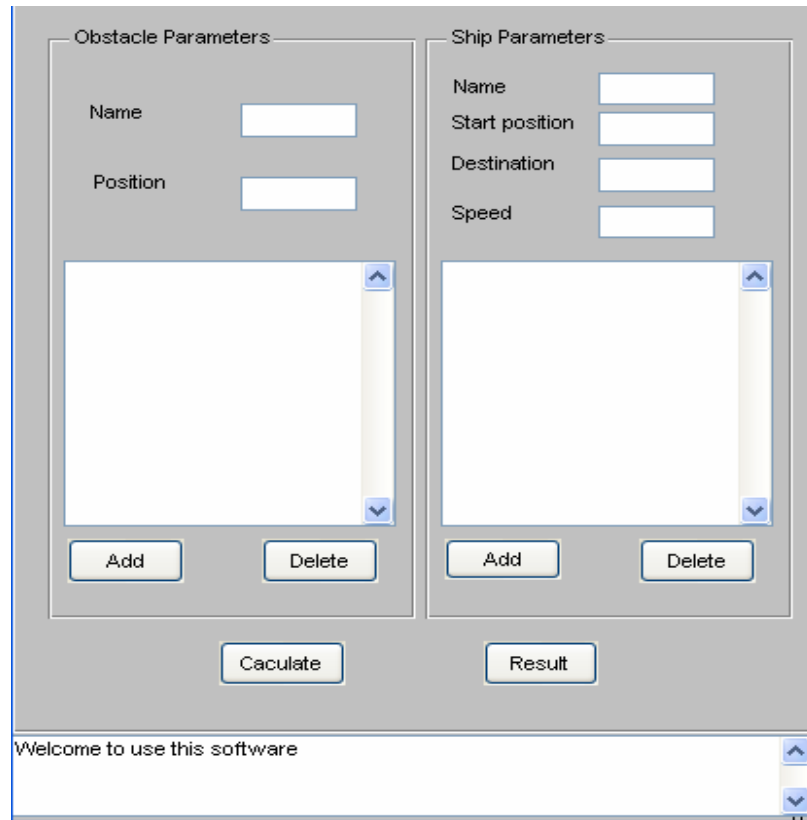 Obstacle Parameters
Name
Position
Add Delete
Ship Parameters
Name
Start position
Destination
Speed
Add Delete
Caculate Result
Welcome to use this software